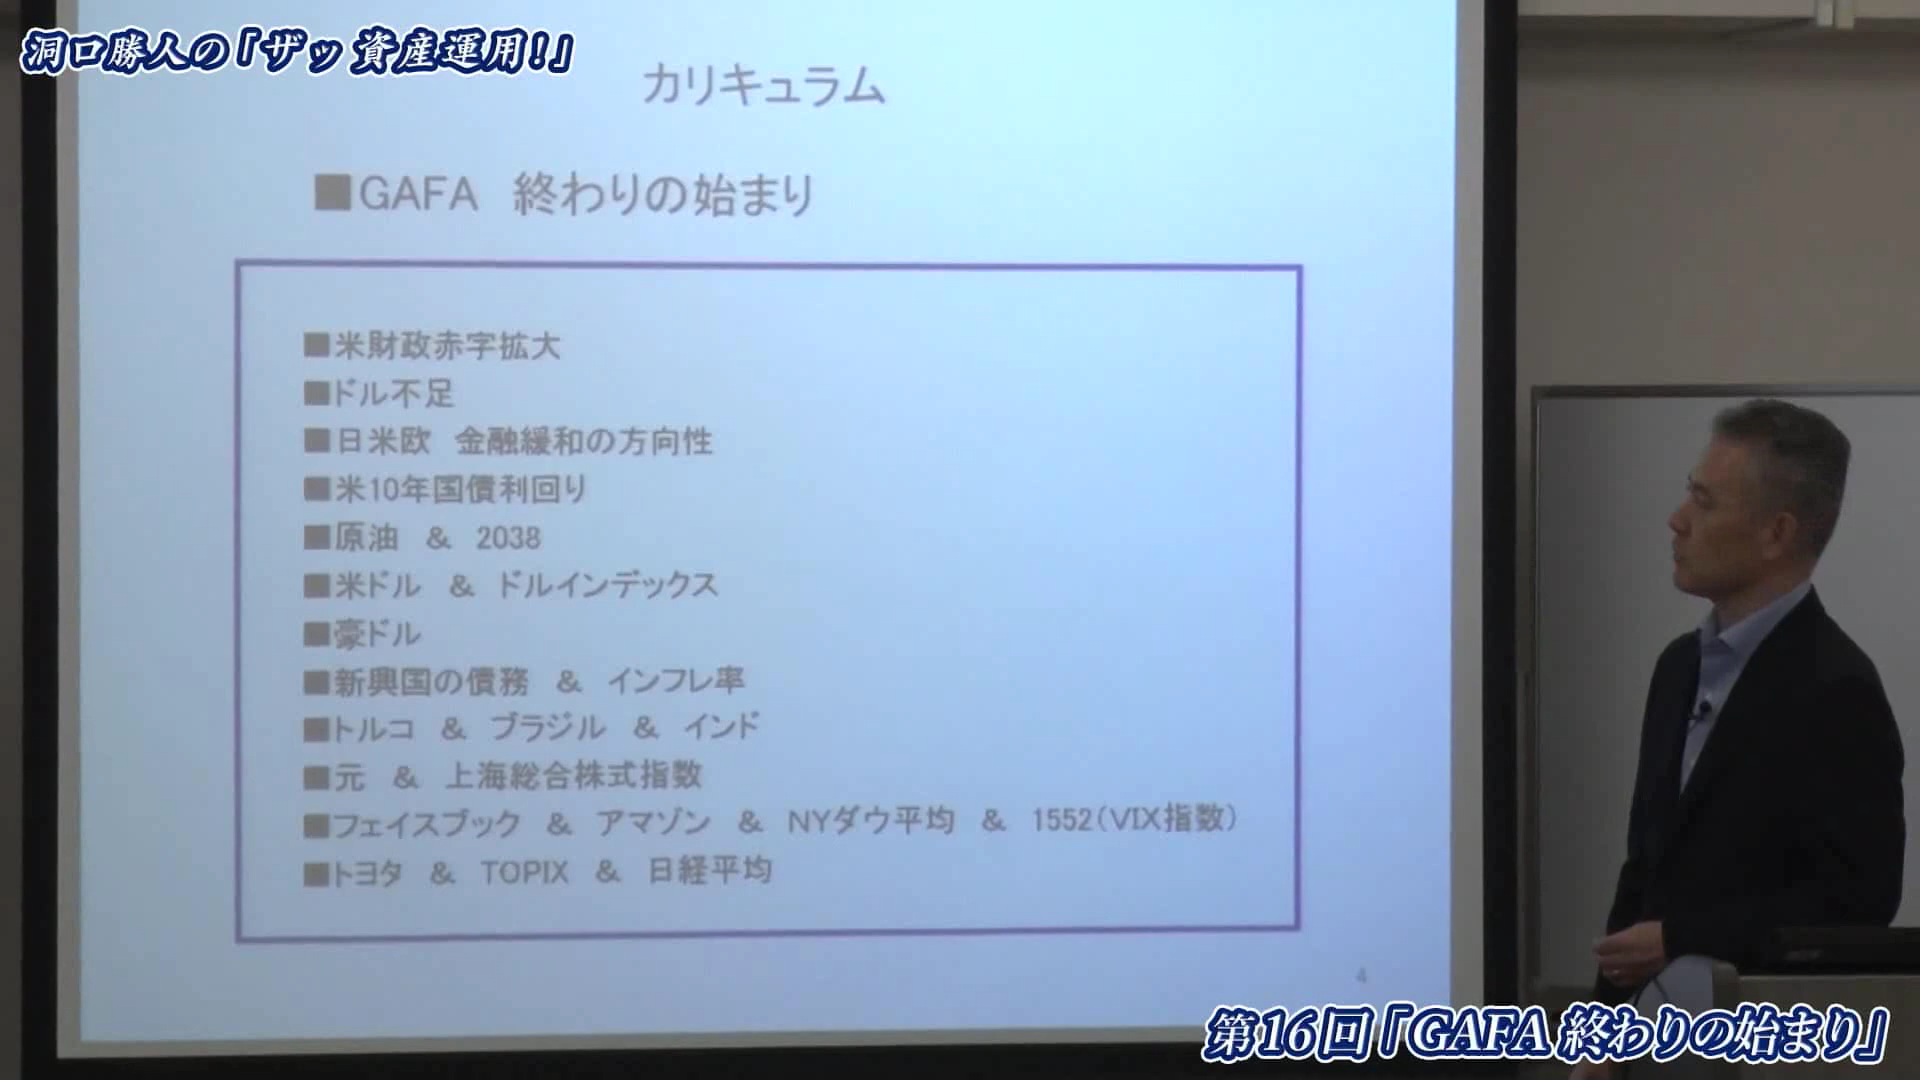 洞口勝人の「ザッ 資産運用！」
カリキュラム
■GAFA　終わりの始まり
■米財政赤字拡大
■ドル不足
■日米欧　金融緩和の方向性
■米10年国債利回り
■原油　＆　2038
■米ドル　＆　ドルインデックス
■豪ドル
■新興国の債務　＆　インフレ率
■トルコ　＆　ブラジル　＆　インド
■元　＆　上海総合株式指数
■フェイスブック　＆　アマゾン　＆　NYダウ平均　＆　1552（VIX指数）
■トヨタ　＆　TOPIX　＆　日経平均
4
第16回「GAFA 終わりの始まり」